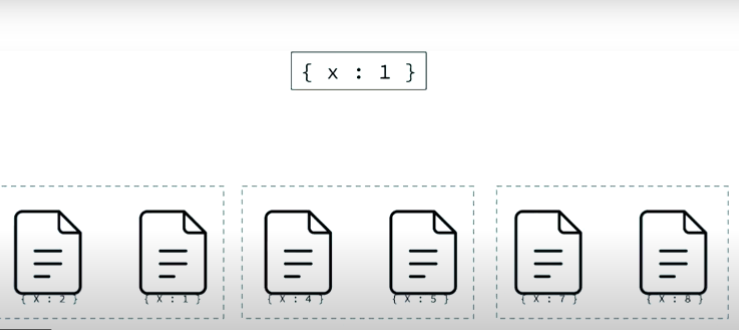 { x : 1 }
{ x : 2 }
{ x : 1 }
{ x : 4 }
{ x : 5 }
{ x : 7 }
{ x : 8 }